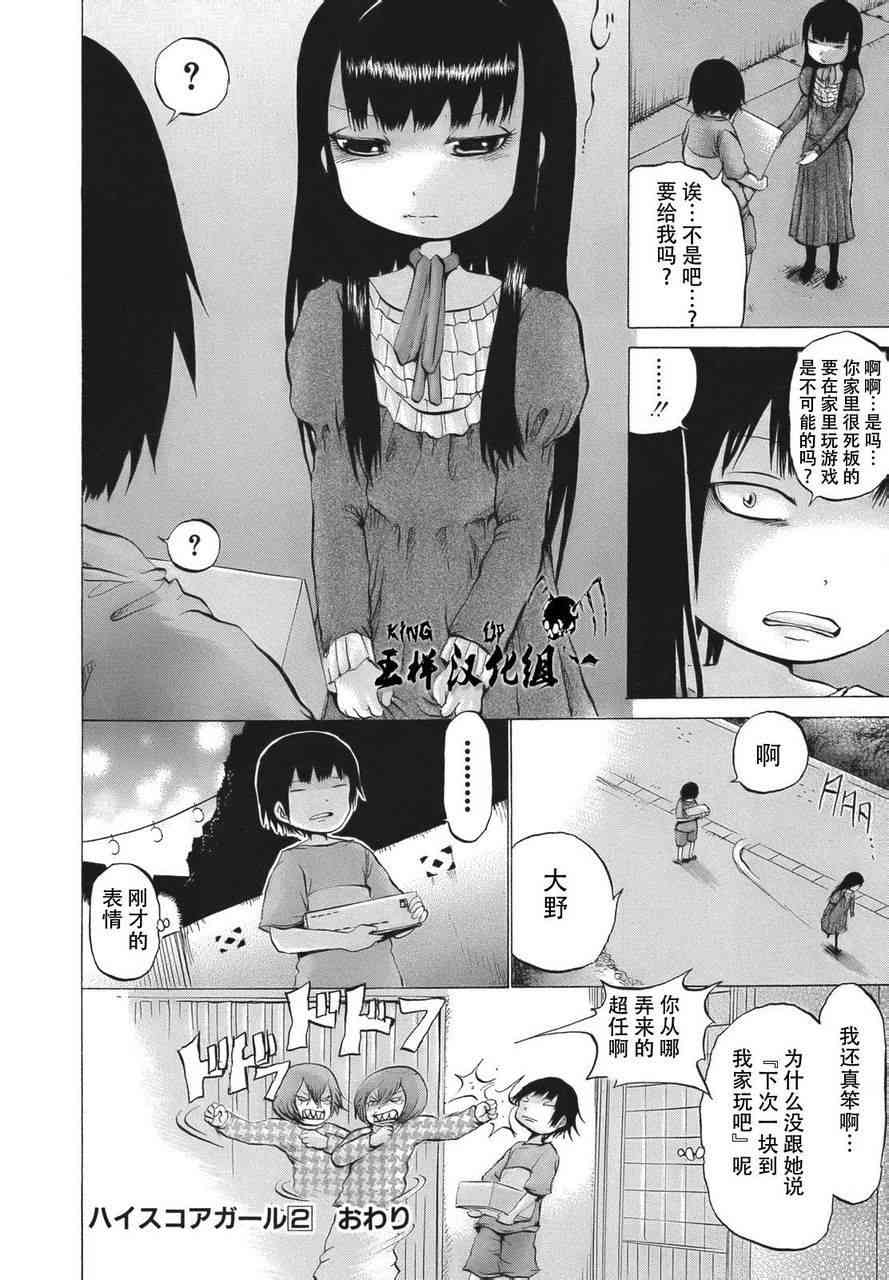 诶…不是吧…?
要给我吗?
啊啊…是吗…
你家里很死板的
要在家里玩游戏
是不可能的吗?
……!!
?
?
KING OF
王样汉化组
啊
AHA
大野
………
刚才的
表情
我还真笨啊…
为什么没跟她说
『下次一块到
我家玩吧』呢
你从哪
弄来的
超任啊
ドドドドドフ
ハイスコアガール2 おわり